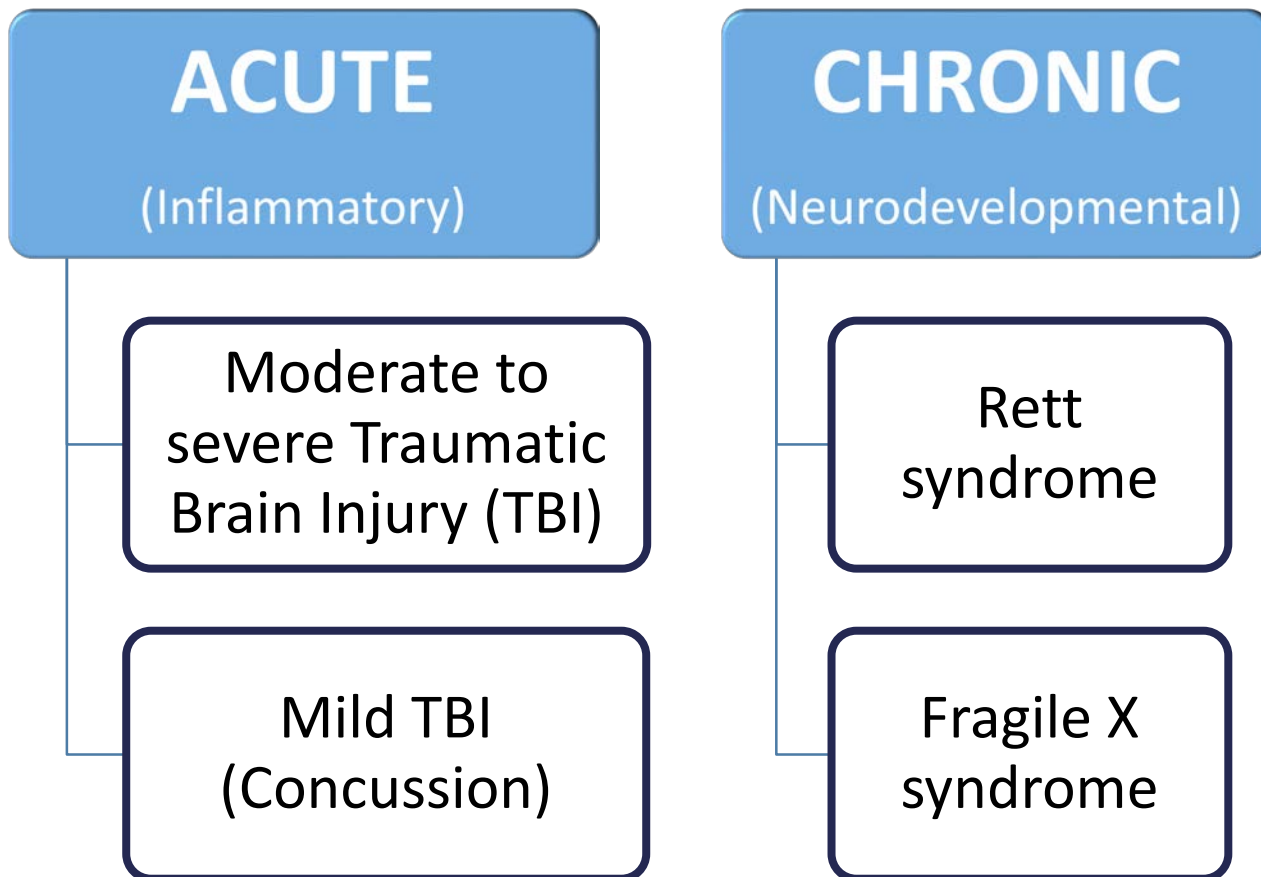 ACUTE
(Inflammatory)
Moderate to
severe Traumatic
Brain Injury (TBI)
Mild TBI
(Concussion)
CHRONIC
(Neurodevelopmental)
Rett
syndrome
Fragile X
syndrome